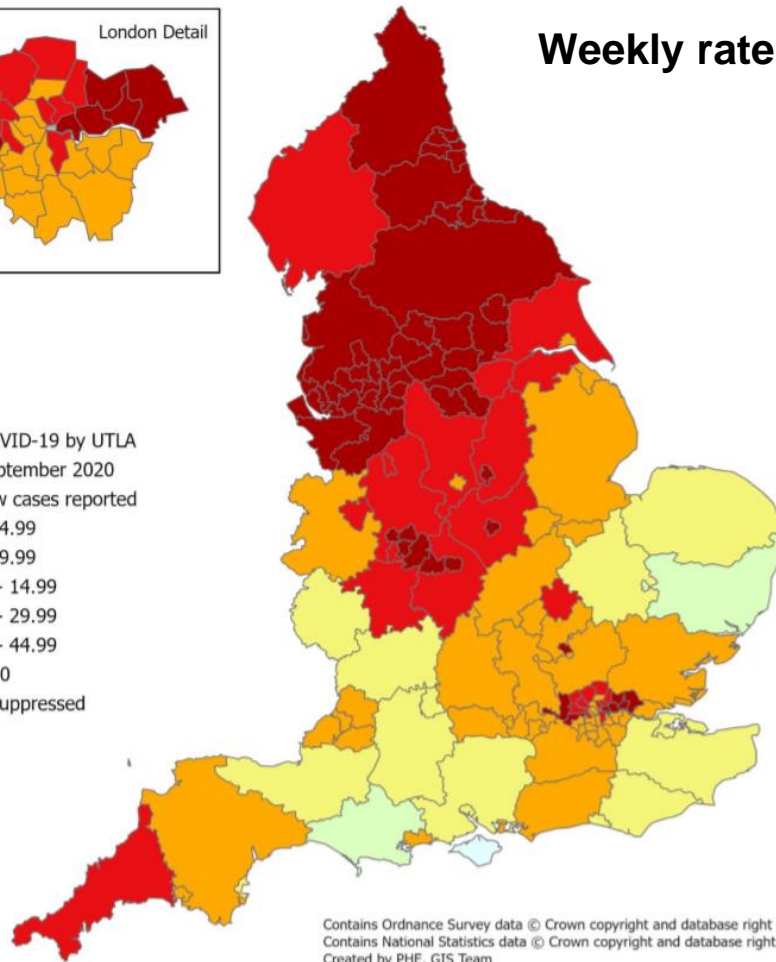 Weekly rate
London Detail
VID-19 by UTLA
ptember 2020
w cases reported
4.99
9.99
- 14.99
- 29.99
- 44.99
0
uppressed
Contains Ordnance Survey data © Crown copyright and database right
Contains National Statistics data © Crown copyright and database right
Created by PHE, GIS Team